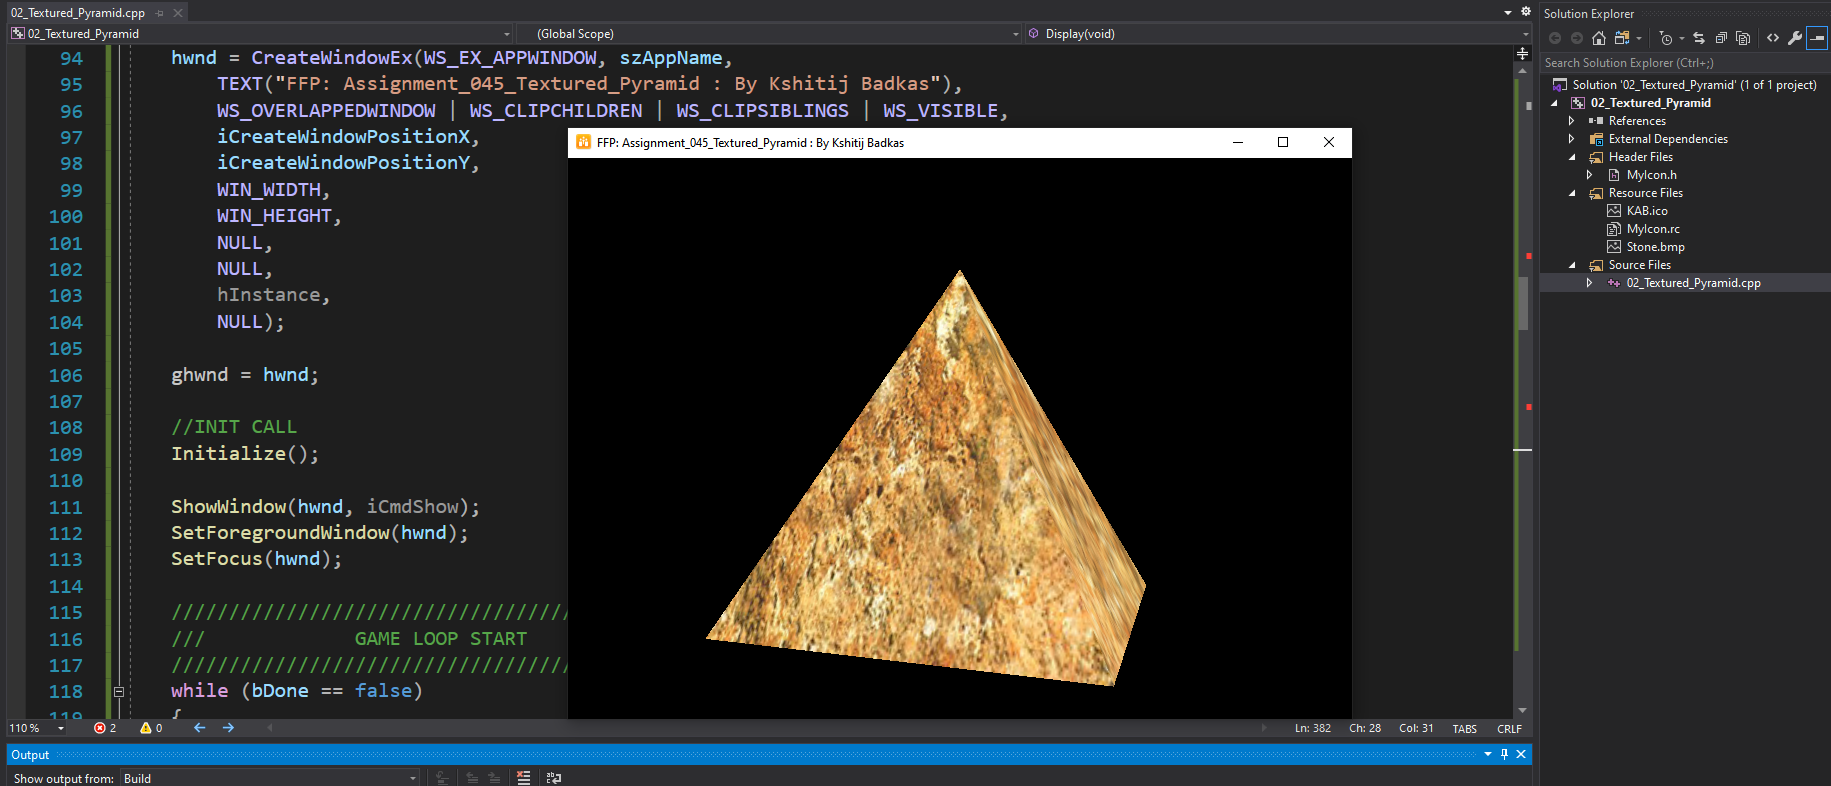 02_Textured_Pyramid.cpp
02_Textured_Pyramid
(Global Scope)
Display(void)
94 hwnd = CreateWindowEx(WS_EX_APPWINDOW, szAppName,
95 TEXT("FFP: Assignment_045_Textured_Pyramid : By Kshitij Badkas"),
96 WS_OVERLAPPEDWINDOW | WS_CLIPCHILDREN | WS_CLIPSIBLINGS | WS_VISIBLE,
97 iCreateWindowPositionX,
98 iCreateWindowPositionY,
99 WIN_WIDTH,
100 WIN_HEIGHT,
101 NULL,
102 NULL,
103 hInstance,
104 NULL);
105
106 ghwnd = hwnd;
107
108 //INIT CALL
109 Initialize();
110
111 ShowWindow(hwnd, iCmdShow);
112 SetForegroundWindow(hwnd);
113 SetFocus(hwnd);
114
115 //////////////////////////////////
116 /// GAME LOOP START
117 //////////////////////////////////
118 while (bDone == false)
119 {
FFP: Assignment_045_Textured_Pyramid : By Kshitij Badkas
110 %
2
0
Ln: 382 Ch: 28 Col: 31 TABS CRLF
Output
Show output from: Build
Solution Explorer
Search Solution Explorer (Ctrl+;)
Solution '02_Textured_Pyramid' (1 of 1 project)
02_Textured_Pyramid
References
External Dependencies
Header Files
MyIcon.h
Resource Files
KAB.ico
MyIcon.rc
Stone.bmp
Source Files
02_Textured_Pyramid.cpp